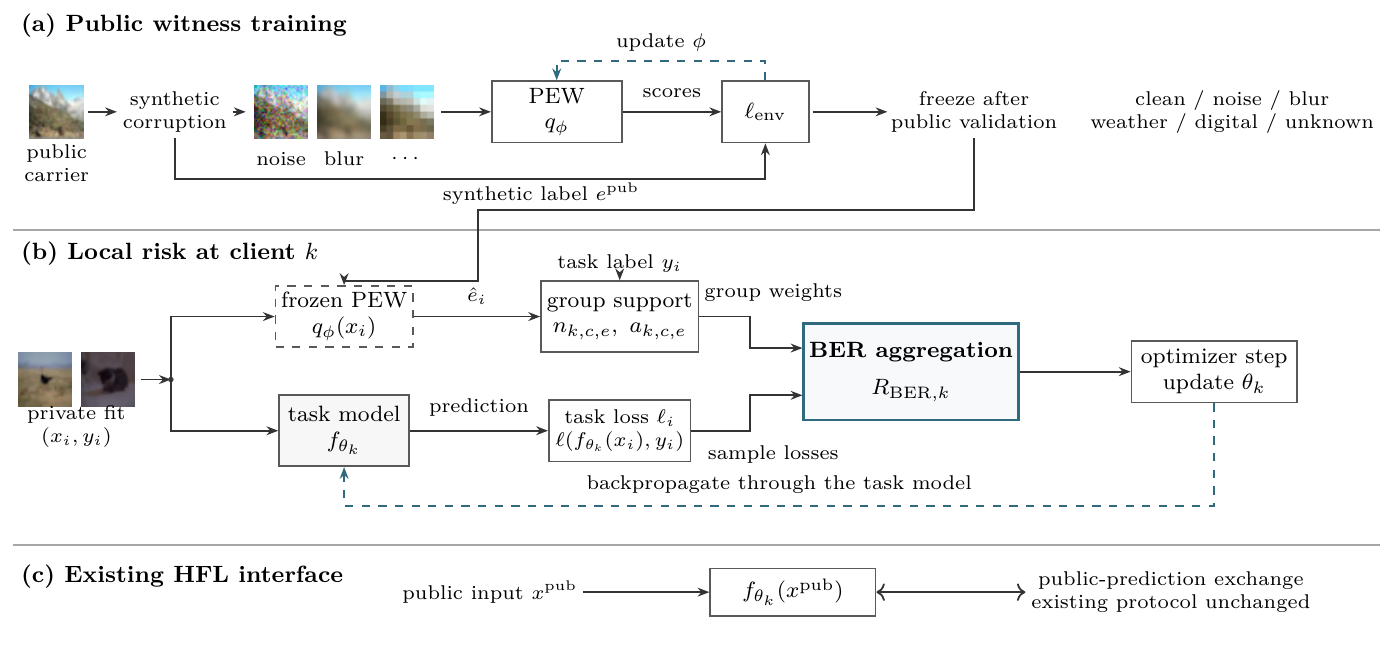 (a) Public witness training
update ϕ
synthetic
corruption
PEW
q_ϕ
scores
ℓ_env
freeze after
public validation
clean / noise / blur
weather / digital / unknown
public
carrier
noise
blur
···
synthetic label e^pub
(b) Local risk at client k
task label y_i
frozen PEW
q_ϕ(x_i)
ê_i
group support
n_{k,c,e}, a_{k,c,e}
group weights
BER aggregation
R_{BER,k}
optimizer step
update θ_k
private fit
(x_i, y_i)
task model
f_{θ_k}
prediction
task loss ℓ_i
ℓ(f_{θ_k}(x_i), y_i)
sample losses
backpropagate through the task model
(c) Existing HFL interface
public input x^pub
f_{θ_k}(x^pub)
public-prediction exchange
existing protocol unchanged